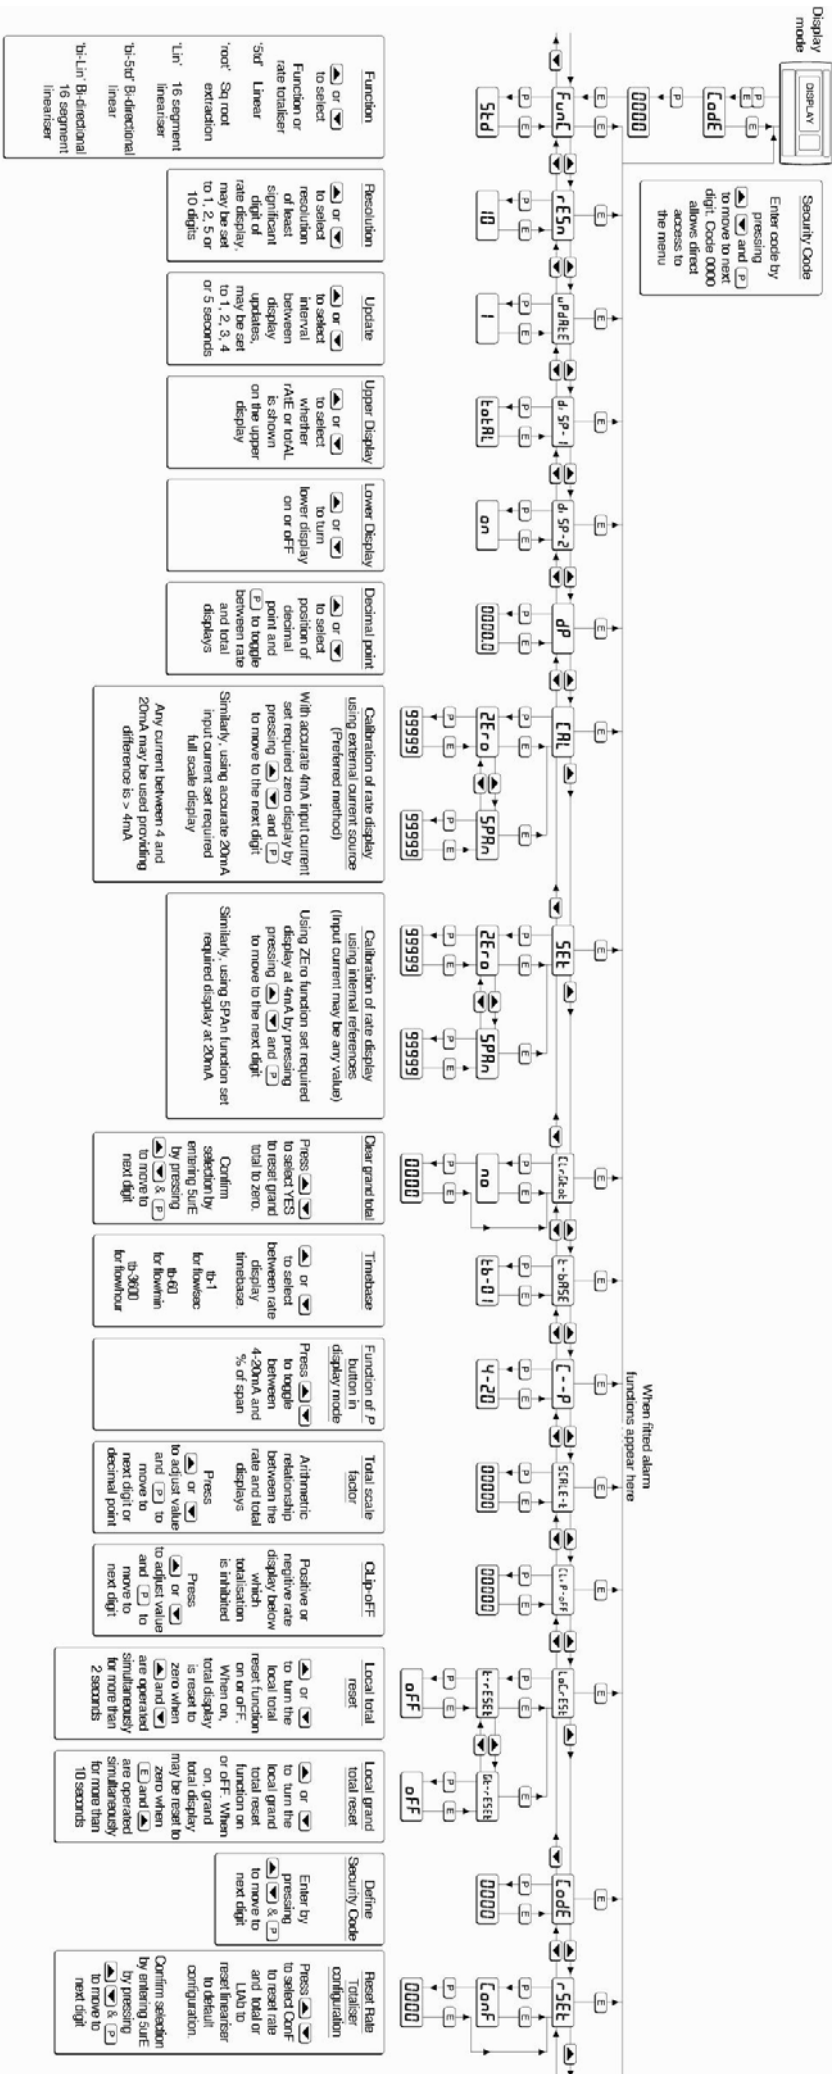 Display
mode
DISPLAY
P
E
E
CodE
P
0000
Security Code
Enter code by
pressing
▲ ▼ and P
to move to next
digit. Code 0000
allows direct
access to
the menu
When fitted alarm
functions appear here
E
FunC
P
E
Std
E
rESn
P
E
10
E
uPdAtE
P
E
1
E
diSP-1
P
E
totAL
E
diSP-2
P
E
on
E
dP
P
E
0000.0
E
CAL
P
E
ZEro
P
E
99999
E
SPAn
P
E
99999
E
SEt
P
E
ZEro
P
E
99999
E
SPAn
P
E
99999
E
ClrGtot
P
E
no
P
E
0000
E
t-bASE
P
E
tb-01
E
C--P
P
E
4-20
E
SCALE-t
P
E
00000
E
CLiP-oFF
P
E
00000
E
LoC rSt
P
E
t-rESEt
P
E
oFF
E
Gt-rESEt
P
E
oFF
E
CodE
P
E
0000
E
rSEt
P
E
ConF
P
E
0000
Function
▲ or ▼
to select
Function or
rate totaliser
'5td' Linear
'root' Sq root
extraction
'Lin' 16 segment
lineariser
'bi-5td' Bi-directional
linear
'bi-Lin' Bi-directional
16 segment
lineariser
Resolution
▲ or ▼
to select
resolution
of least
significant
digit of
rate display,
may be set
to 1, 2, 5 or
10 digits
Update
▲ or ▼
to select
interval
between
display
updates,
may be set
to 1, 2, 3, 4
or 5 seconds
Upper Display
▲ or ▼
to select
whether
rAtE or totAL
is shown
on the upper
display
Lower Display
▲ or ▼
to turn
lower display
on or oFF
Decimal point
▲ or ▼
to select
position of
decimal
point and
P to toggle
between rate
and total
displays
Calibration of rate display
using external current source
(Preferred method)
With accurate 4mA input current
set required zero display by
pressing ▲ ▼ and P
to move to the next digit
Similarly, using accurate 20mA
input current set required
full scale display
Any current between 4 and
20mA may be used providing
difference is > 4mA
Calibration of rate display
using internal references
(Input current may be any value)
Using ZEro function set required
display at 4mA by pressing
pressing ▲ ▼ and P
to move to the next digit
Similarly, using 5PAn function set
required display at 20mA
Clear grand total
Press ▲ ▼
to select YES
to reset grand
total to zero.
Confirm
selection by
entering 5urE
by pressing
▲ ▼ & P
to move to
next digit
Timebase
▲ or ▼
to select
between rate
display
timebase.
tb-1
for flow/sec
tb-60
for flow/min
tb-3600
for flow/hour
Function of P
button in
display mode
Press ▲ ▼
to toggle
between
4-20mA and
% of span
Total scale
factor
Arithmetric
relationship
between the
rate and total
displays
Press
▲ or ▼
to adjust value
and P to
move to
next digit or
decimal point
CLip-oFF
Positive or
negitive rate
display below
which
totalisation
is inhibited
Press
▲ or ▼
to adjust value
and P to
move to
next digit
Local total
reset
▲ or ▼
to turn the
local total
reset function
on or oFF.
When on,
total display
is reset to
zero when
▲ and ▼
are operated
simultaneously
for more than
2 seconds
Local grand
total reset
▲ or ▼
to turn the
local grand
total reset
function on
or oFF. When
on, grand
total display
may be reset to
zero when
E and ▲
are operated
simultaneously
for more than
10 seconds
Define
Security Code
Enter by
pressing
▲ ▼ & P
to move to
next digit
Reset Rate
Totaliser
configuration
Press ▲ ▼
to select ConF
to reset rate
and total or
LtAb to
reset lineariser
to default
configuration.
Confirm selection
by entering 5urE
by pressing
▲ ▼ & P
to move to
next digit